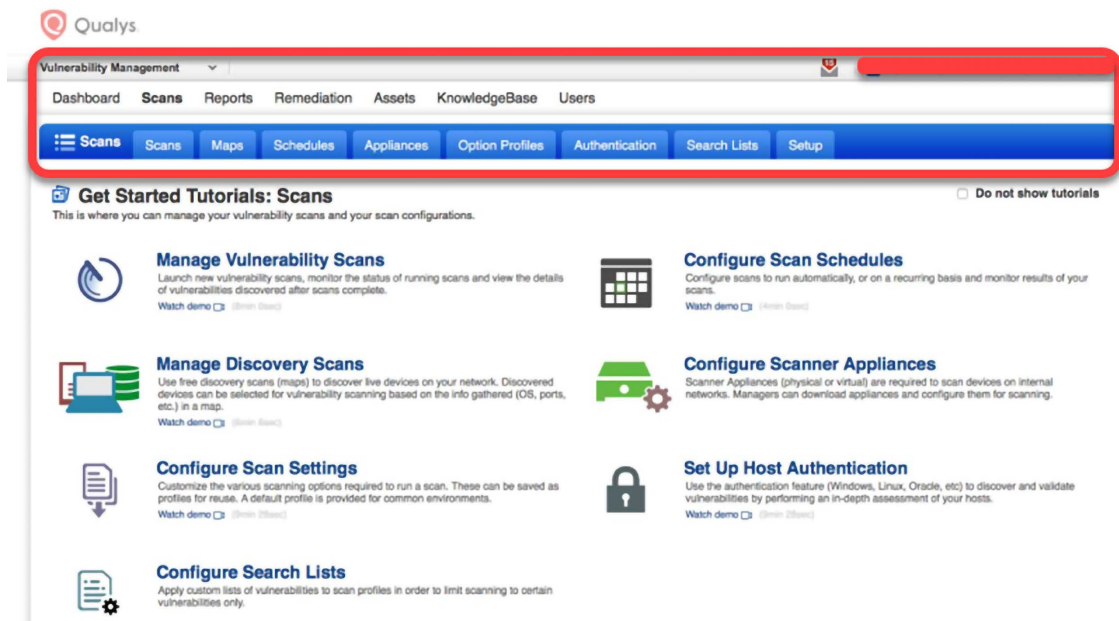 Qualys
Vulnerability Management
15
Dashboard Scans Reports Remediation Assets KnowledgeBase Users
Scans Scans Maps Schedules Appliances Option Profiles Authentication Search Lists Setup
Get Started Tutorials: Scans
Do not show tutorials
This is where you can manage your vulnerability scans and your scan configurations.
Manage Vulnerability Scans
Launch new vulnerability scans, monitor the status of running scans and view the details
of vulnerabilities discovered after scans complete.
Watch demo
Configure Scan Schedules
Configure scans to run automatically, or on a recurring basis and monitor results of your
scans.
Watch demo
Manage Discovery Scans
Use free discovery scans (maps) to discover live devices on your network. Discovered
devices can be selected for vulnerability scanning based on the info gathered (OS, ports,
etc.) in a map.
Watch demo
Configure Scanner Appliances
Scanner Appliances (physical or virtual) are required to scan devices on internal
networks. Managers can download appliances and configure them for scanning.
Configure Scan Settings
Customize the various scanning options required to run a scan. These can be saved as
profiles for reuse. A default profile is provided for common environments.
Watch demo
Set Up Host Authentication
Use the authentication feature (Windows, Linux, Oracle, etc) to discover and validate
vulnerabilities by performing an in-depth assessment of your hosts.
Watch demo
Configure Search Lists
Apply custom lists of vulnerabilities to scan profiles in order to limit scanning to certain
vulnerabilities only.